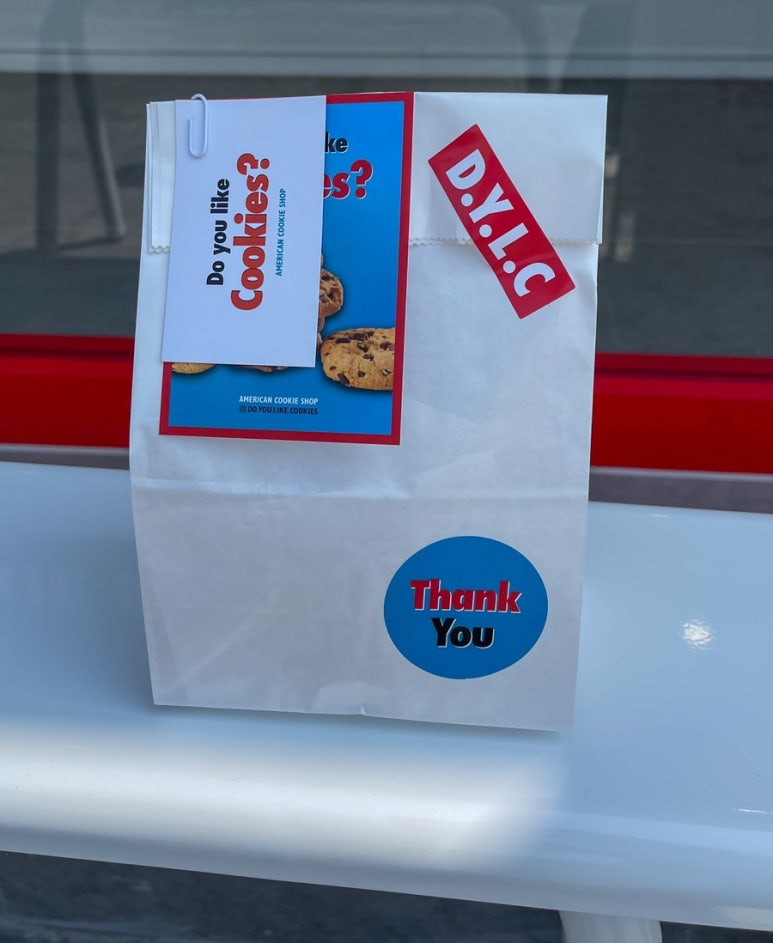 Do you like
Cookies?
AMERICAN COOKIE SHOP
ke
es?
AMERICAN COOKIE SHOP
DO.YOU.LIKE.COOKIES
D.Y.L.C
Thank
You